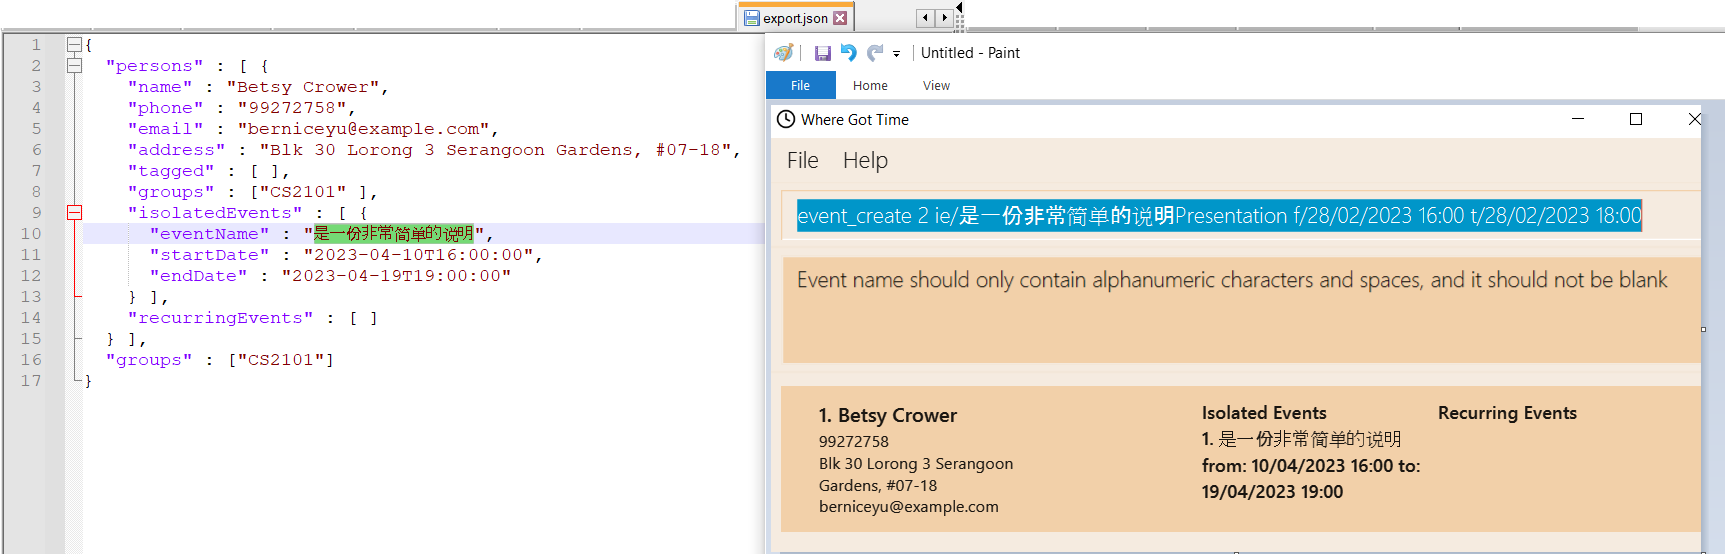 export.json
1 {
2 "persons" : [ {
3 "name" : "Betsy Crower",
4 "phone" : "99272758",
5 "email" : "berniceyu@example.com",
6 "address" : "Blk 30 Lorong 3 Serangoon Gardens, #07-18",
7 "tagged" : [ ],
8 "groups" : ["CS2101" ],
9 "isolatedEvents" : [ {
10 "eventName" : "是一份非常简单的说明",
11 "startDate" : "2023-04-10T16:00:00",
12 "endDate" : "2023-04-19T19:00:00"
13 } ],
14 "recurringEvents" : [ ]
15 } ],
16 "groups" : ["CS2101"]
17 }
Untitled - Paint
File Home View
Where Got Time
File Help
event_create 2 ie/是一份非常简单的说明Presentation f/28/02/2023 16:00 t/28/02/2023 18:00
Event name should only contain alphanumeric characters and spaces, and it should not be blank
1. Betsy Crower
99272758
Blk 30 Lorong 3 Serangoon
Gardens, #07-18
berniceyu@example.com
Isolated Events
1. 是一份非常简单的说明
from: 10/04/2023 16:00 to:
19/04/2023 19:00
Recurring Events